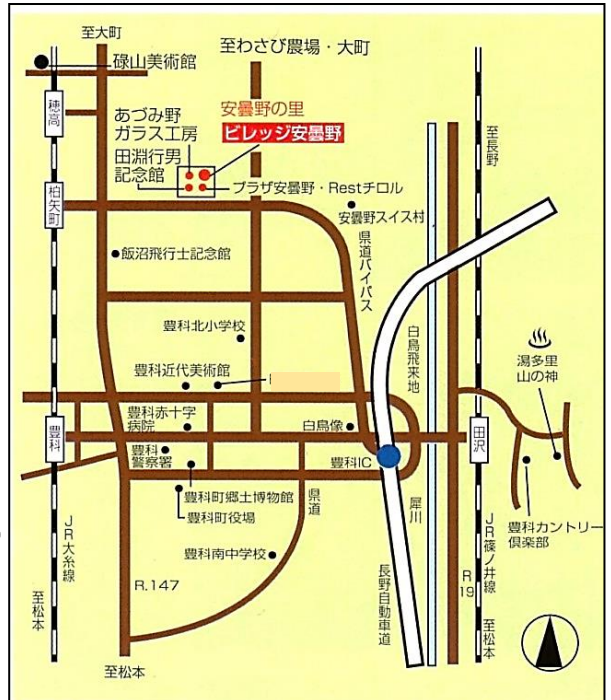 至大町
碌山美術館
至わさび農場・大町
穂高
あづみ野
ガラス工房
安曇野の里
ビレッジ安曇野
田淵行男
記念館
プラザ安曇野・Restチロル
至長野
柏矢町
安曇野スイス村
県道バイパス
飯沼飛行士記念館
豊科北小学校
白鳥飛来地
湯多里
山の神
豊科近代美術館
豊科赤十字
病院
白鳥像
豊科
田沢
豊科
警察署
豊科IC
豊科町郷土博物館
県道
犀川
豊科町役場
豊科カントリー
倶楽部
JR大糸線
豊科南中学校
JR篠ノ井線
R.147
長野自動車道
R19
至松本
至松本
至松本